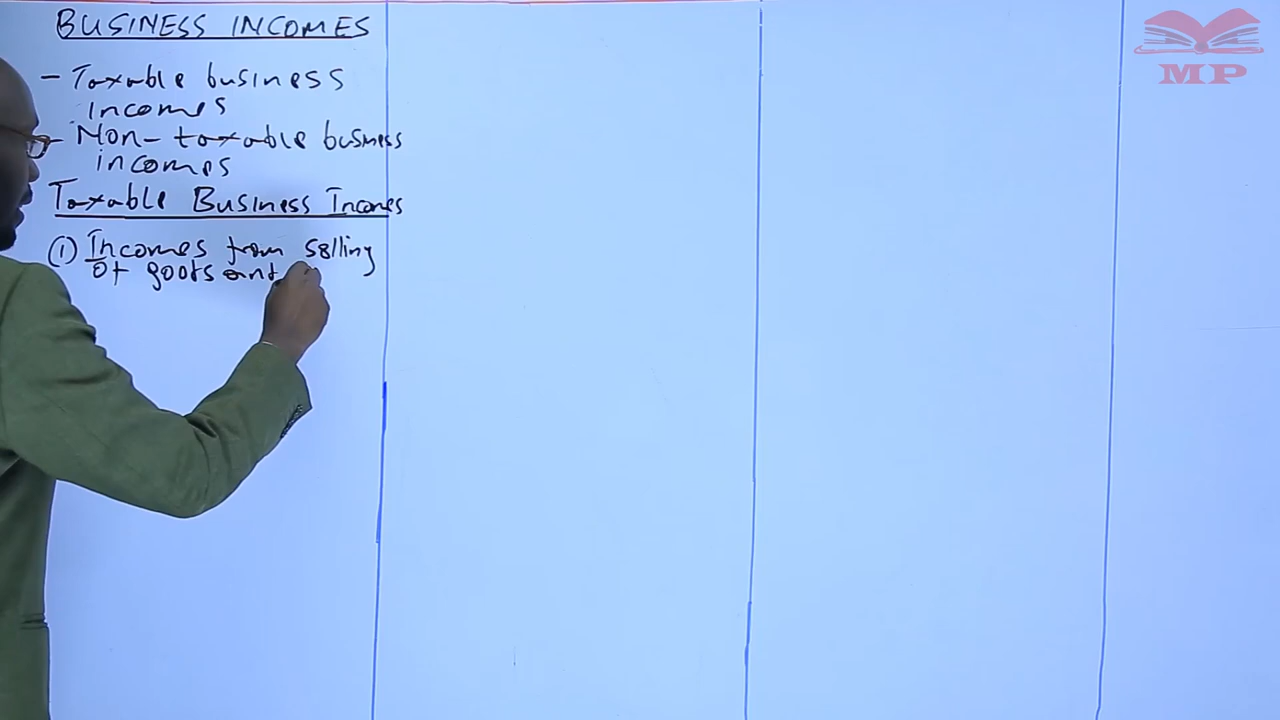 BUSINESS INCOMES
- Taxable business
incomes
- Non-taxable business
incomes
Taxable Business Incomes
① Incomes from selling
of goods and
MP